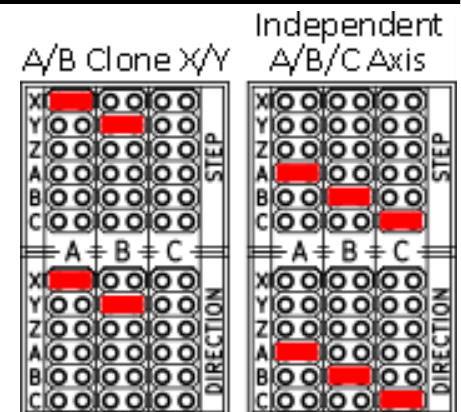 A/B Clone X/Y
X
Y
Z
A
B
C
STEP
A B C
X
Y
Z
A
B
C
DIRECTION
Independent
A/B/C Axis
X
Y
Z
A
B
C
STEP
A B C
X
Y
Z
A
B
C
DIRECTION